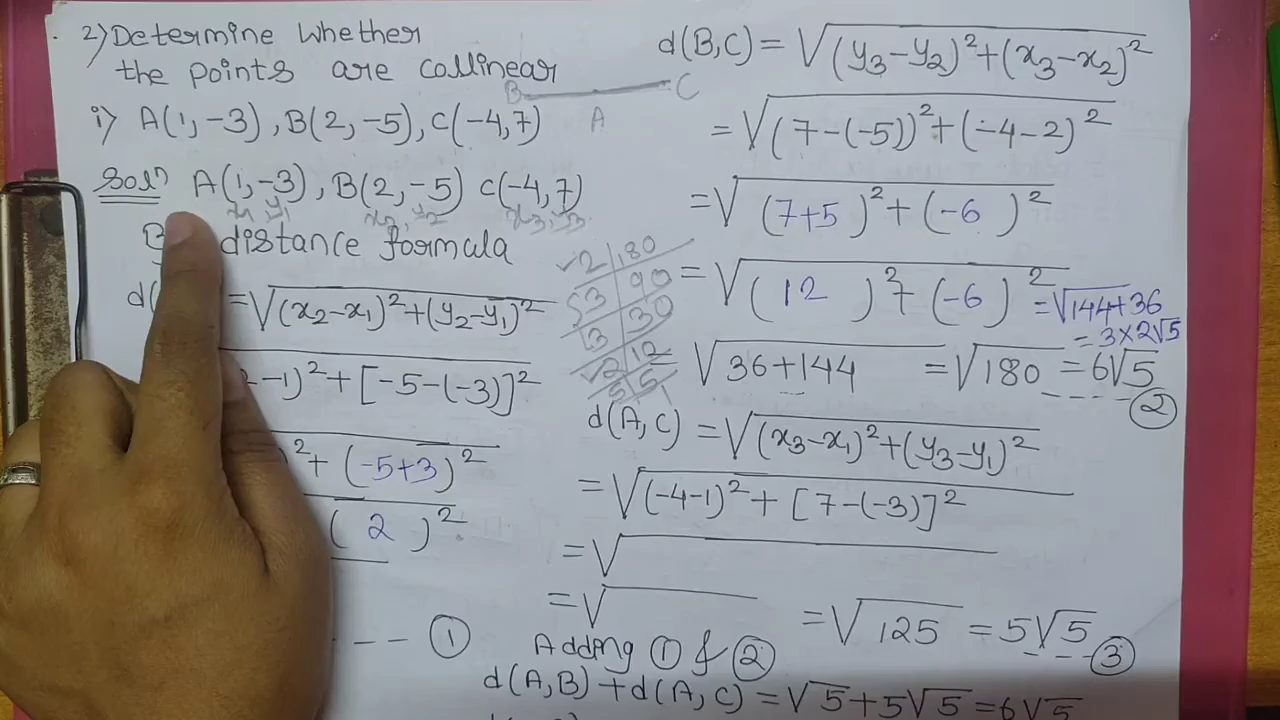 2) Determine whether
the points are collinear
B C
i) A(1, -3), B(2, -5), C(-4, 7) A
Solⁿ A(1, -3), B(2, -5) C(-4, 7)
x₁ y₁ x₂, y₂ x₃, y₃
B distance formula
d( =√(x₂-x₁)²+(y₂-y₁)²
-1)²+[-5-(-3)]²
)²+(-5+3)²
( 2 )²
--- ①
2 180
3 90
3 30
2 12
5 5
d(B,C) = √(y₃-y₂)²+(x₃-x₂)²
= √(7-(-5))²+(-4-2)²
= √(7+5)²+(-6)²
= √(12)²+(-6)² = √144+36
= 3×2√5
= √36+144 = √180 = 6√5 ---- ②
d(A,C) = √(x₃-x₁)²+(y₃-y₁)²
= √(-4-1)²+[7-(-3)]²
= √
= √ = √125 = 5√5 --- ③
Adding ① & ②
d(A,B)+d(A,C) = √5+5√5 = 6√5